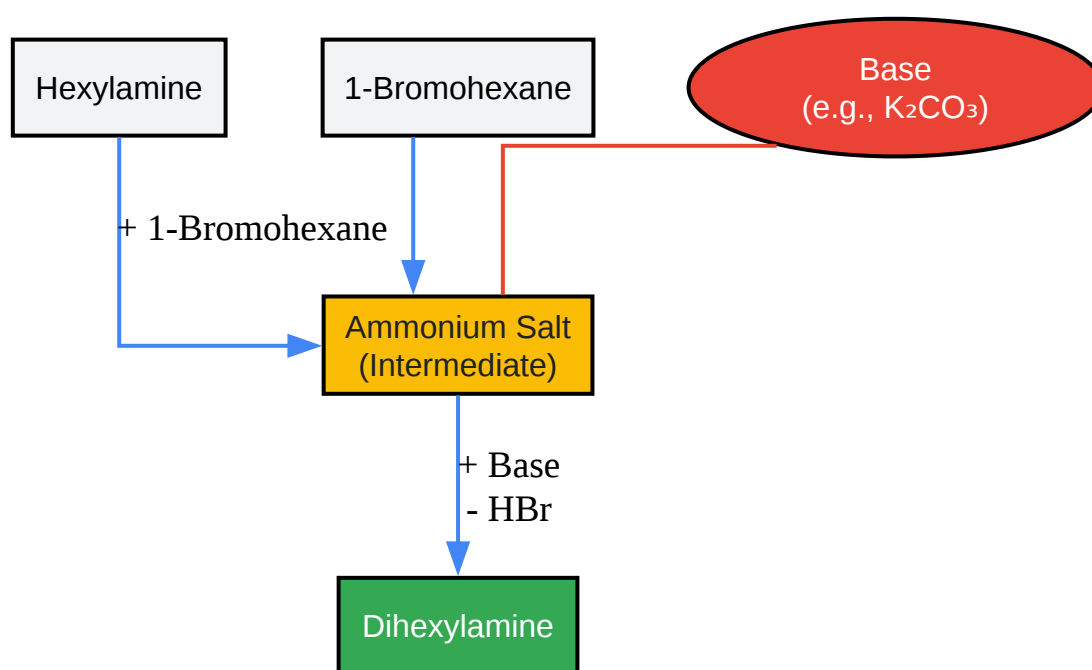 Hexylamine
1-Bromohexane
Base
(e.g., K₂CO₃)
+ 1-Bromohexane
Ammonium Salt
(Intermediate)
+ Base
- HBr
Dihexylamine